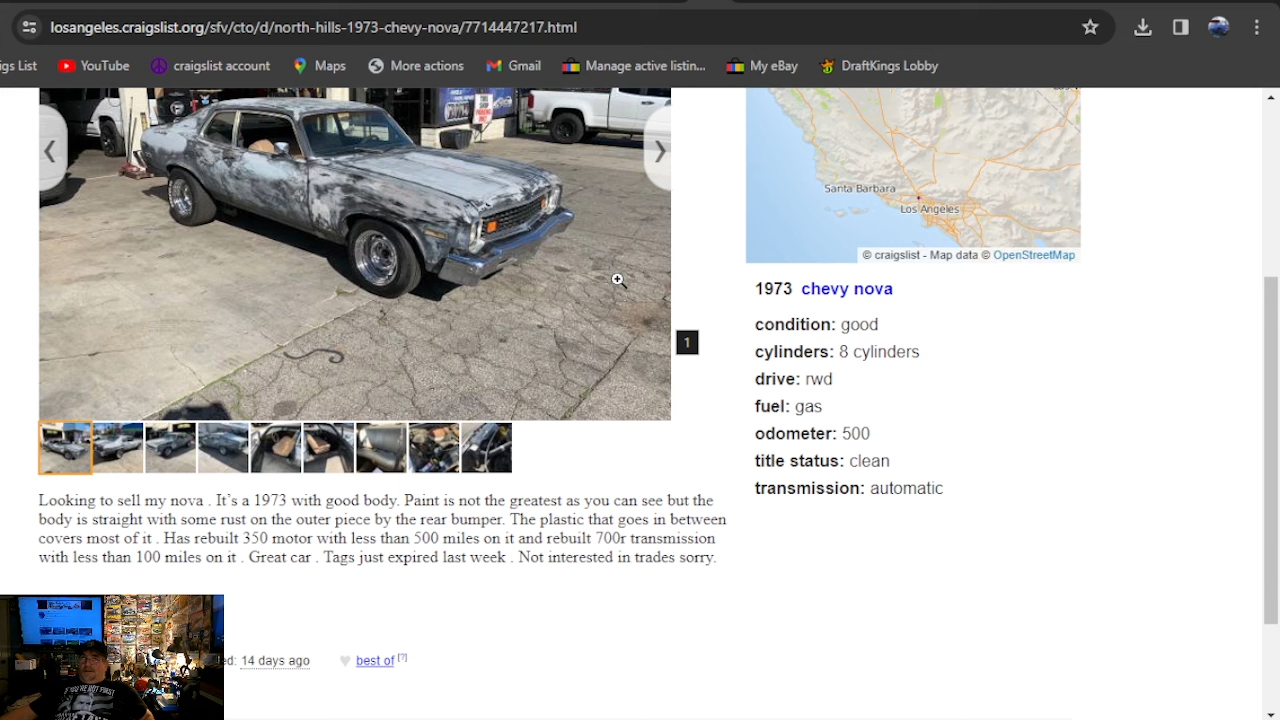 losangeles.craigslist.org/sfv/cto/d/north-hills-1973-chevy-nova/7714447217.html
igs List YouTube craigslist account Maps More actions Gmail Manage active listin... My eBay DraftKings Lobby
Santa Barbara
Los Angeles
© craigslist - Map data © OpenStreetMap
1973 chevy nova
condition: good
cylinders: 8 cylinders
drive: rwd
fuel: gas
odometer: 500
title status: clean
transmission: automatic
1
Looking to sell my nova . It’s a 1973 with good body. Paint is not the greatest as you can see but the
body is straight with some rust on the outer piece by the rear bumper. The plastic that goes in between
covers most of it . Has rebuilt 350 motor with less than 500 miles on it and rebuilt 700r transmission
with less than 100 miles on it . Great car . Tags just expired last week . Not interested in trades sorry.
ed: 14 days ago best of [?]